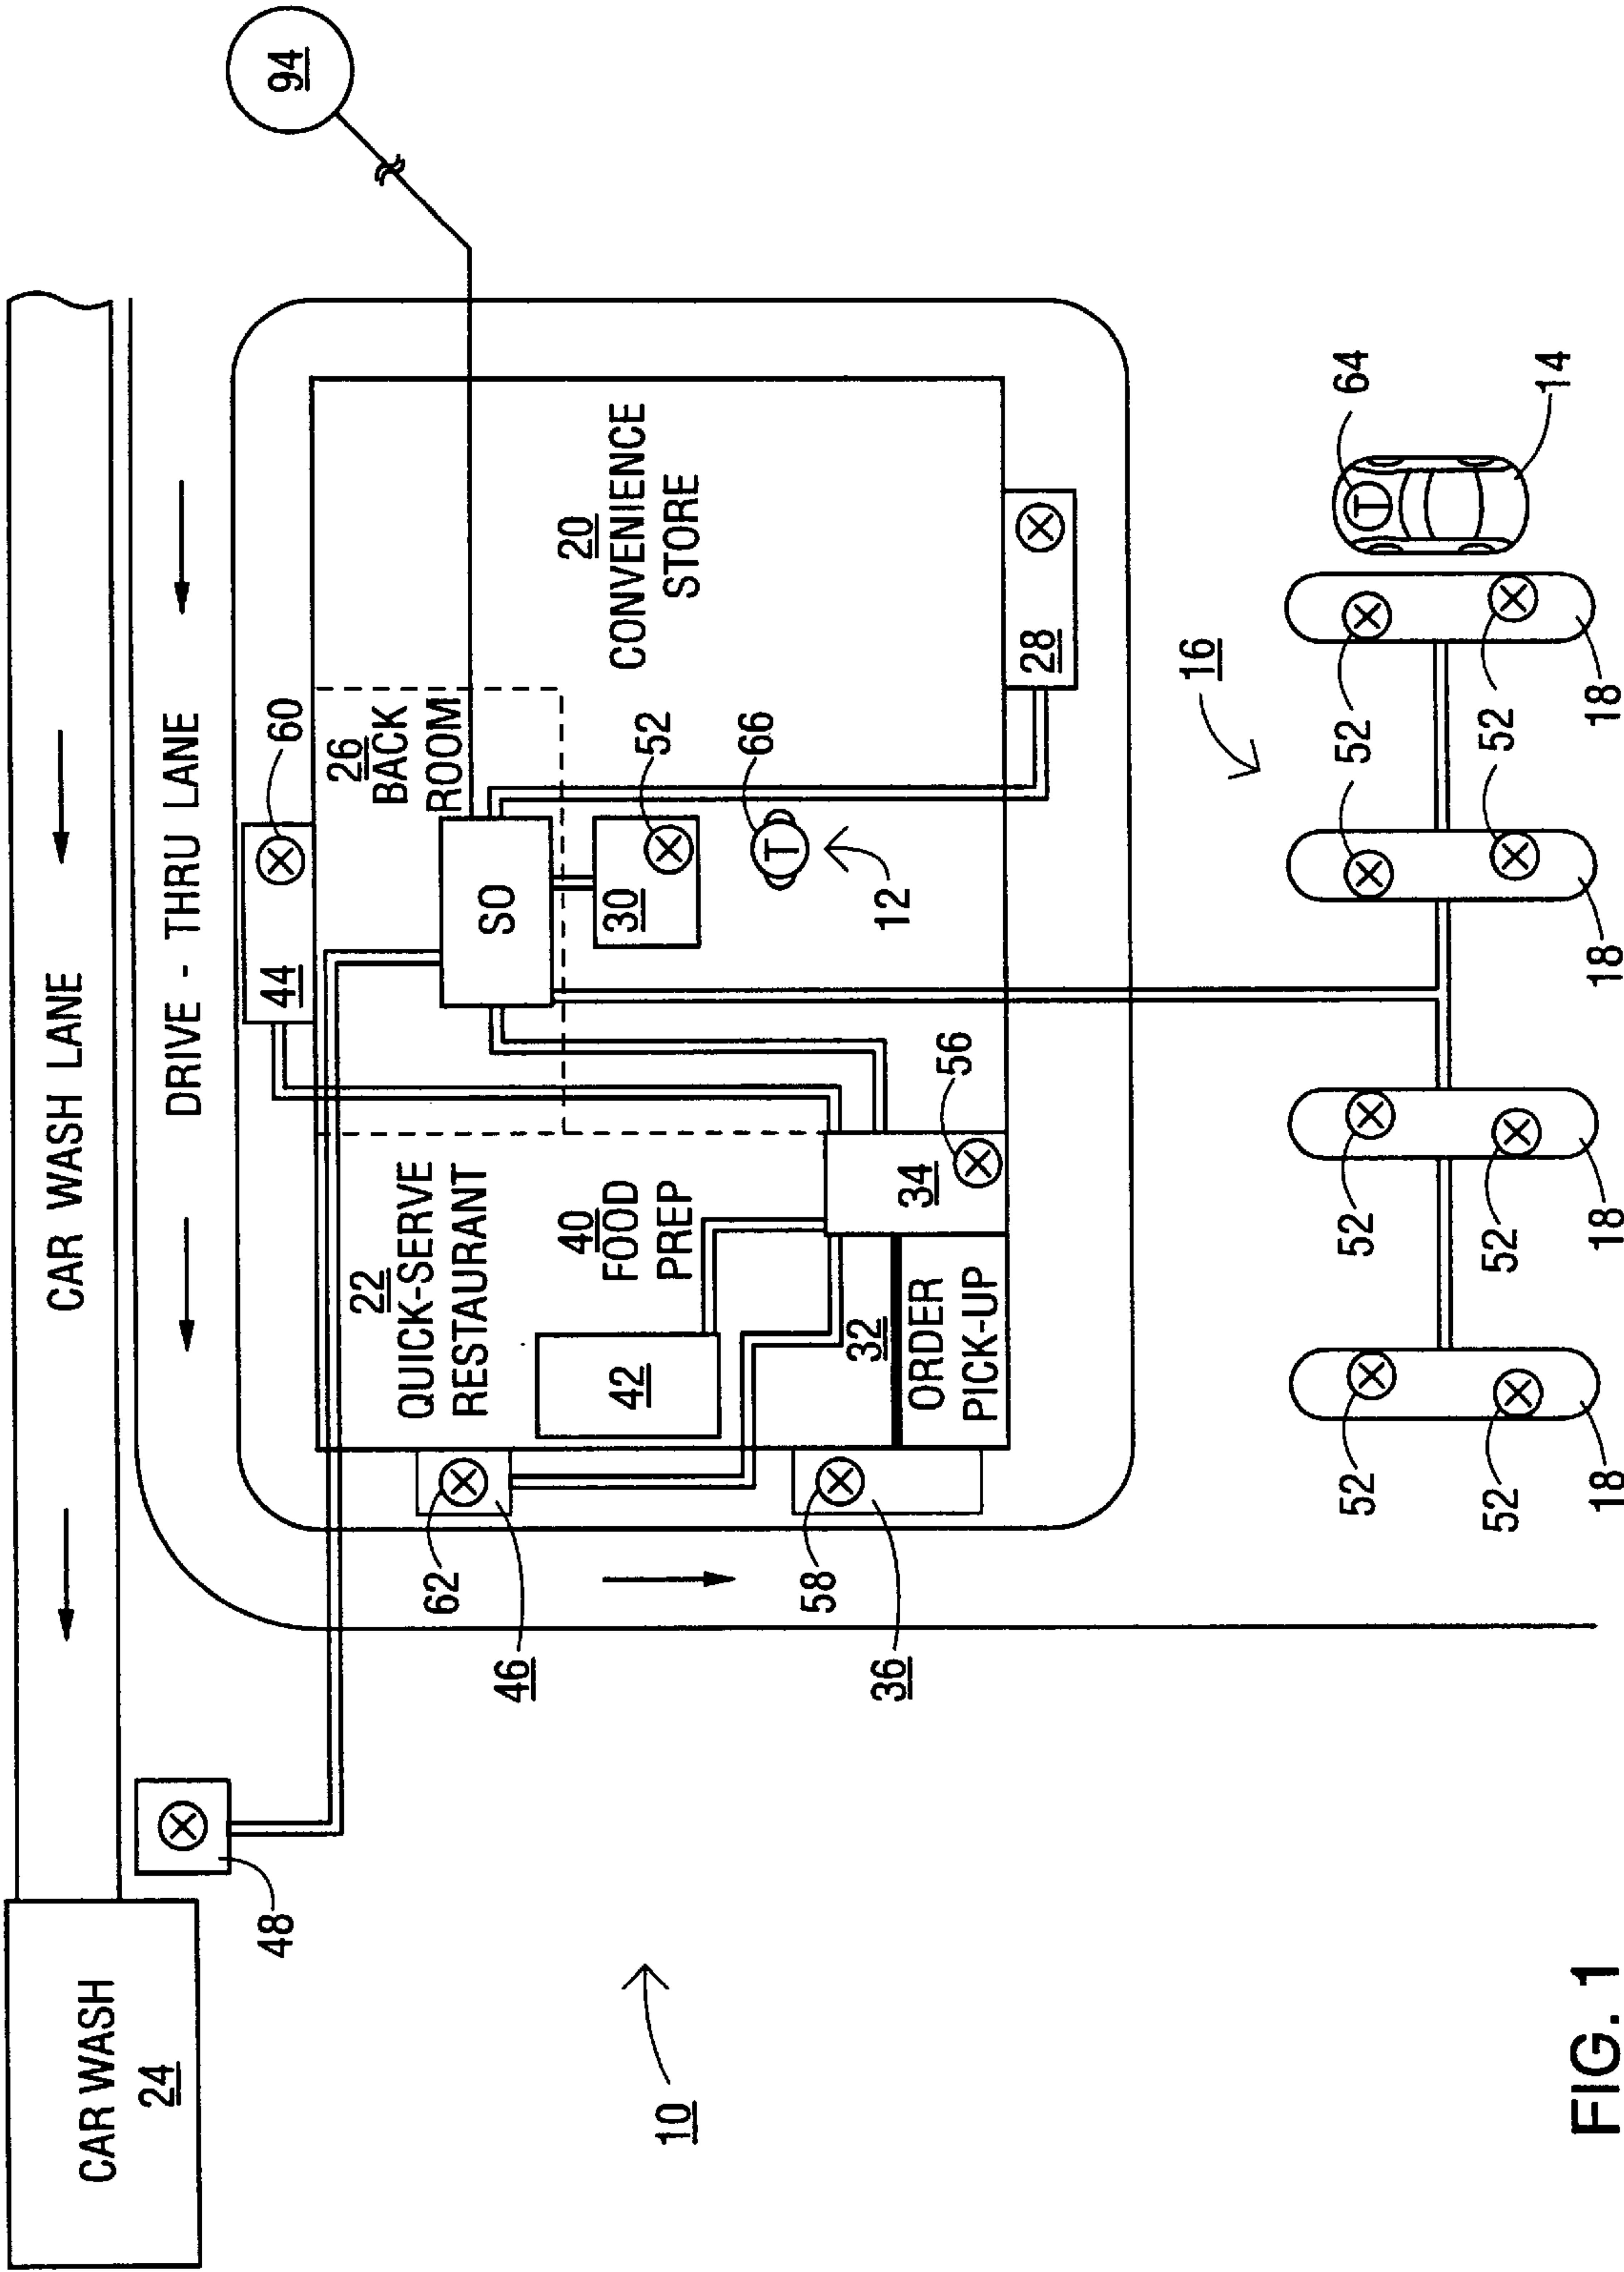 CAR WASH
24
CAR WASH LANE
94
DRIVE - THRU LANE
48
44
60
22
QUICK-SERVE
RESTAURANT
26
BACK
ROOM
62
46
SO
20
CONVENIENCE
STORE
40
FOOD
PREP
42
30
52
66
T
12
10
58
36
32
34
56
ORDER
PICK-UP
28
16
64
T
14
52
52
52
52
52
52
52
52
18
18
18
18
FIG. 1